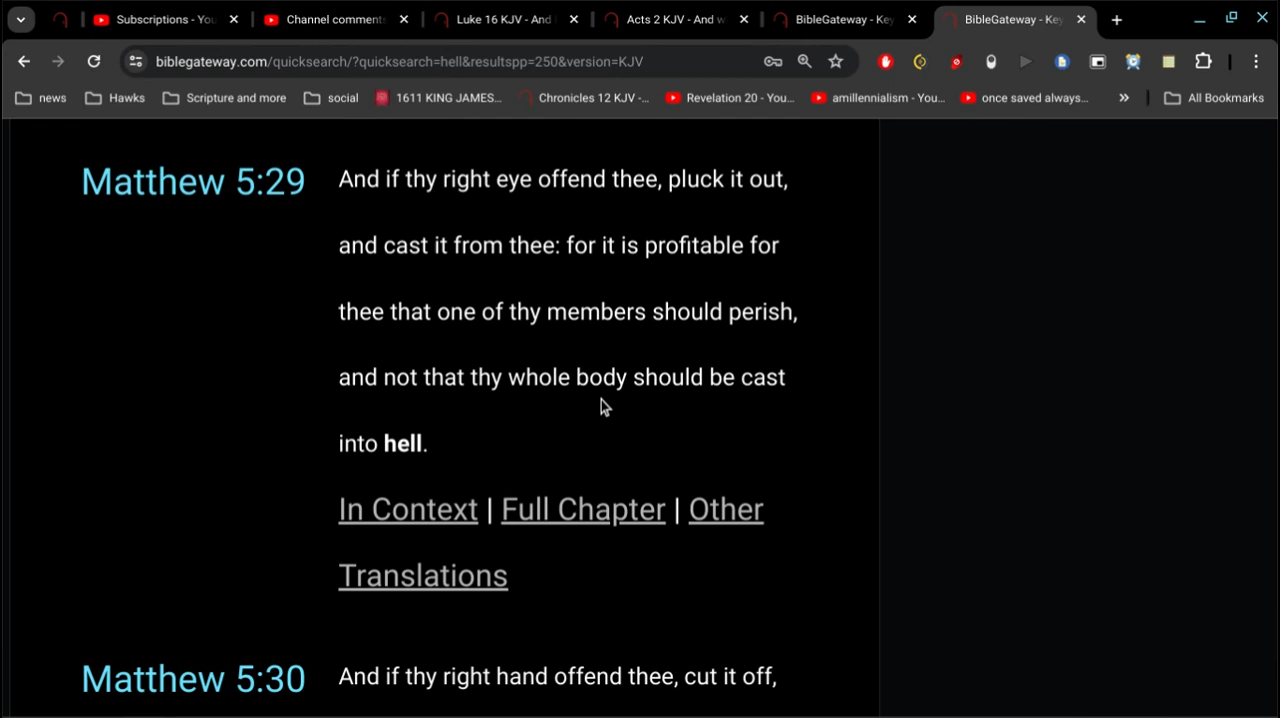 Subscriptions - You
Channel comments
Luke 16 KJV - And
Acts 2 KJV - And w
BibleGateway - Key
BibleGateway - Key
biblegateway.com/quicksearch/?quicksearch=hell&resultspp=250&version=KJV
news
Hawks
Scripture and more
social
1611 KING JAMES...
Chronicles 12 KJV -...
Revelation 20 - You...
amillennialism - You...
once saved always...
All Bookmarks
Matthew 5:29
And if thy right eye offend thee, pluck it out,
and cast it from thee: for it is profitable for
thee that one of thy members should perish,
and not that thy whole body should be cast
into hell.
In Context | Full Chapter | Other
Translations
Matthew 5:30
And if thy right hand offend thee, cut it off,